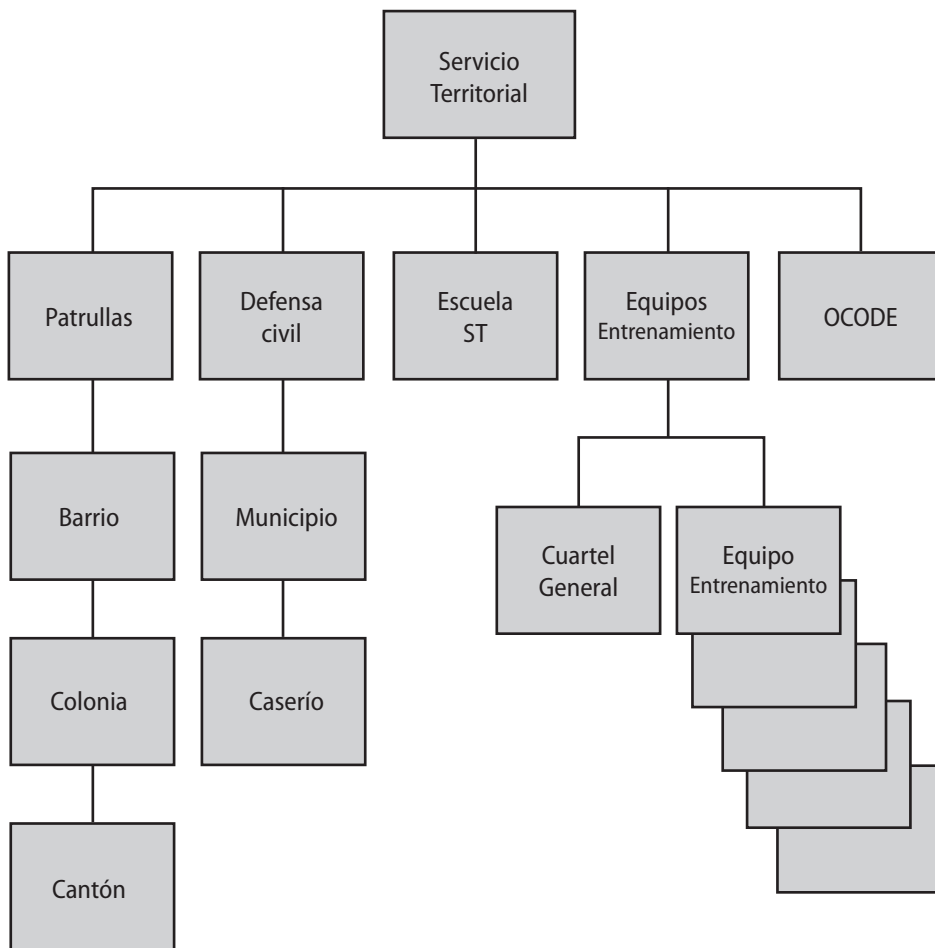 Servicio
Territorial
Patrullas
Defensa
civil
Escuela
ST
Equipos
Entrenamiento
OCODE
Barrio
Municipio
Cuartel
General
Equipo
Entrenamiento
Colonia
Caserío
Cantón